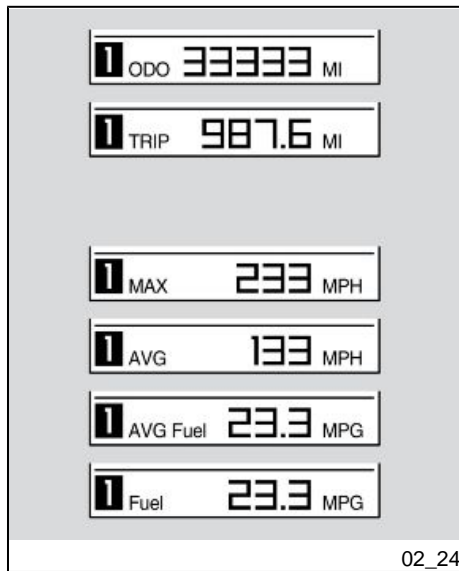 1 ODO 33333 MI
1 TRIP 987.6 MI
1 MAX 233 MPH
1 AVG 133 MPH
1 AVG Fuel 23.3 MPG
1 Fuel 23.3 MPG
02_24